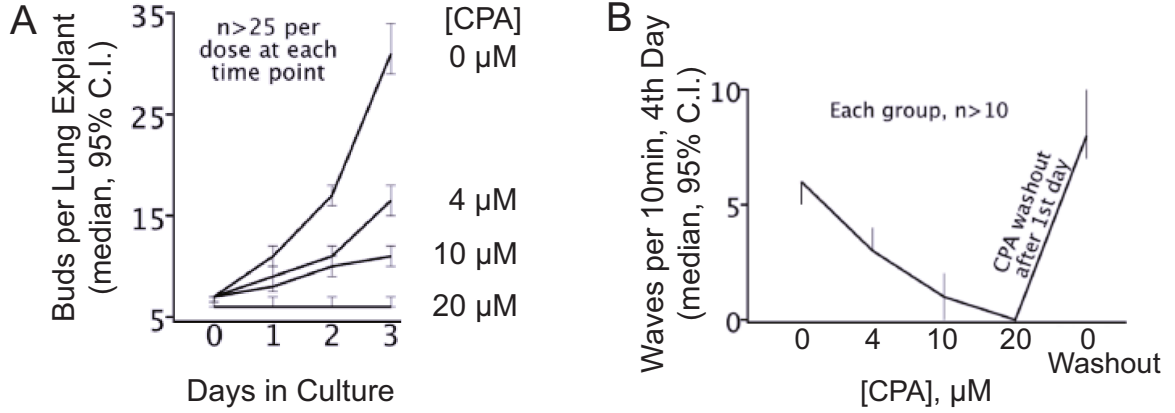 A
Buds per Lung Explant
(median, 95% C.I.)
35
25
15
5
n>25 per
dose at each
time point
[CPA]
0 µM
4 µM
10 µM
20 µM
0 1 2 3
Days in Culture
B
Waves per 10min, 4th Day
(median, 95% C.I.)
10
5
0
Each group, n>10
CPA washout
after 1st day
0 4 10 20 0
Washout
[CPA], µM